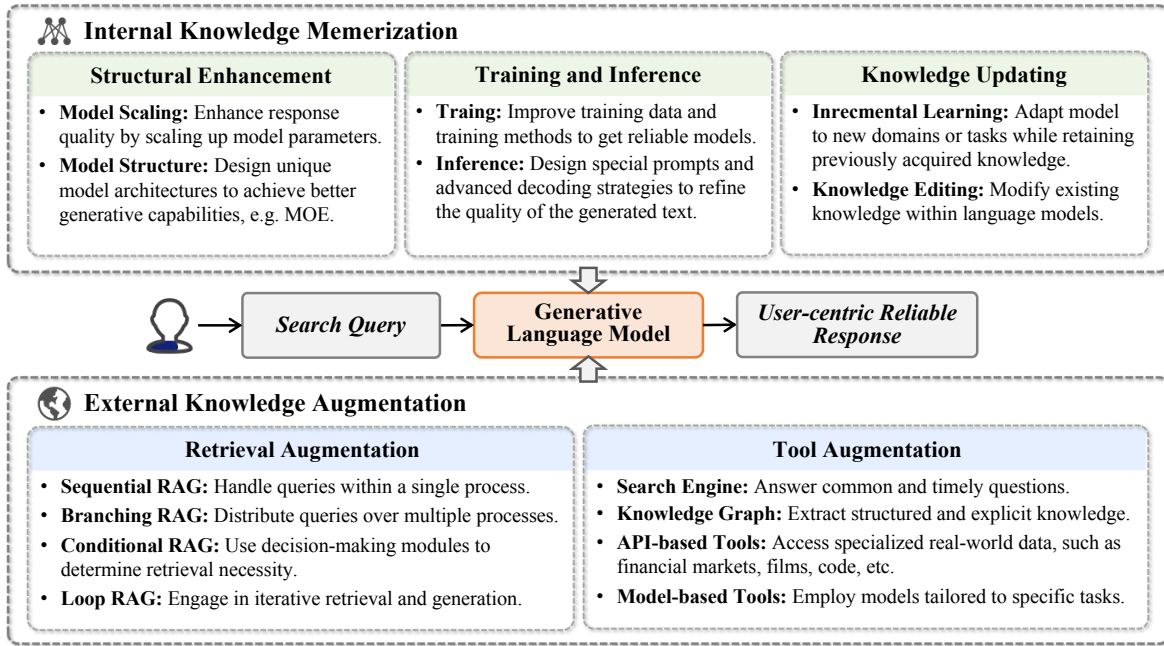 Internal Knowledge Memerization
Structural Enhancement
• Model Scaling: Enhance response
quality by scaling up model parameters.
• Model Structure: Design unique
model architectures to achieve better
generative capabilities, e.g. MOE.
Training and Inference
• Traing: Improve training data and
training methods to get reliable models.
• Inference: Design special prompts and
advanced decoding strategies to refine
the quality of the generated text.
Knowledge Updating
• Inrecmental Learning: Adapt model
to new domains or tasks while retaining
previously acquired knowledge.
• Knowledge Editing: Modify existing
knowledge within language models.
Search Query
Generative
Language Model
User-centric Reliable
Response
External Knowledge Augmentation
Retrieval Augmentation
• Sequential RAG: Handle queries within a single process.
• Branching RAG: Distribute queries over multiple processes.
• Conditional RAG: Use decision-making modules to
determine retrieval necessity.
• Loop RAG: Engage in iterative retrieval and generation.
Tool Augmentation
• Search Engine: Answer common and timely questions.
• Knowledge Graph: Extract structured and explicit knowledge.
• API-based Tools: Access specialized real-world data, such as
financial markets, films, code, etc.
• Model-based Tools: Employ models tailored to specific tasks.